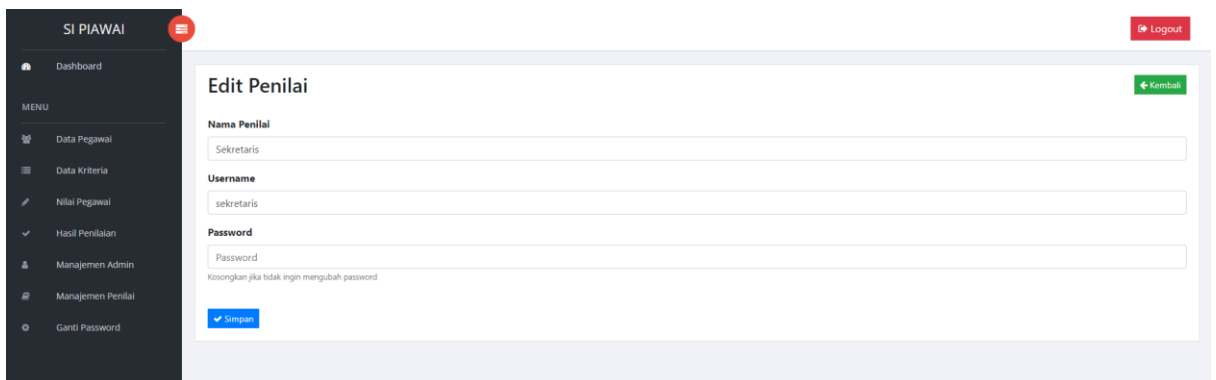 SI PIAWAI
Logout
Dashboard
MENU
Data Pegawai
Data Kriteria
Nilai Pegawai
Hasil Penilaian
Manajemen Admin
Manajemen Penilai
Ganti Password
Edit Penilai
Kembali
Nama Penilai
Sekretaris
Username
sekretaris
Password
Password
Kosongkan jika tidak ingin mengubah password
Simpan